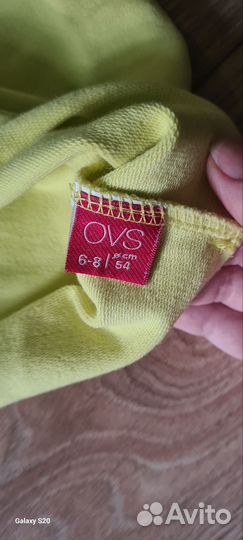 OVS
6-8 / ø cm 54
Galaxy S20
Avito